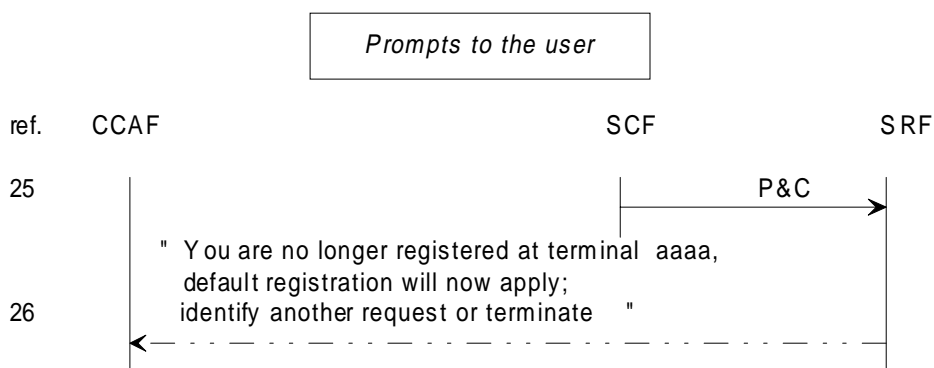 Prompts to the user
ref. CCAF SCF SRF
25 P&C
" You are no longer registered at terminal aaaa,
default registration will now apply;
26 identify another request or terminate "